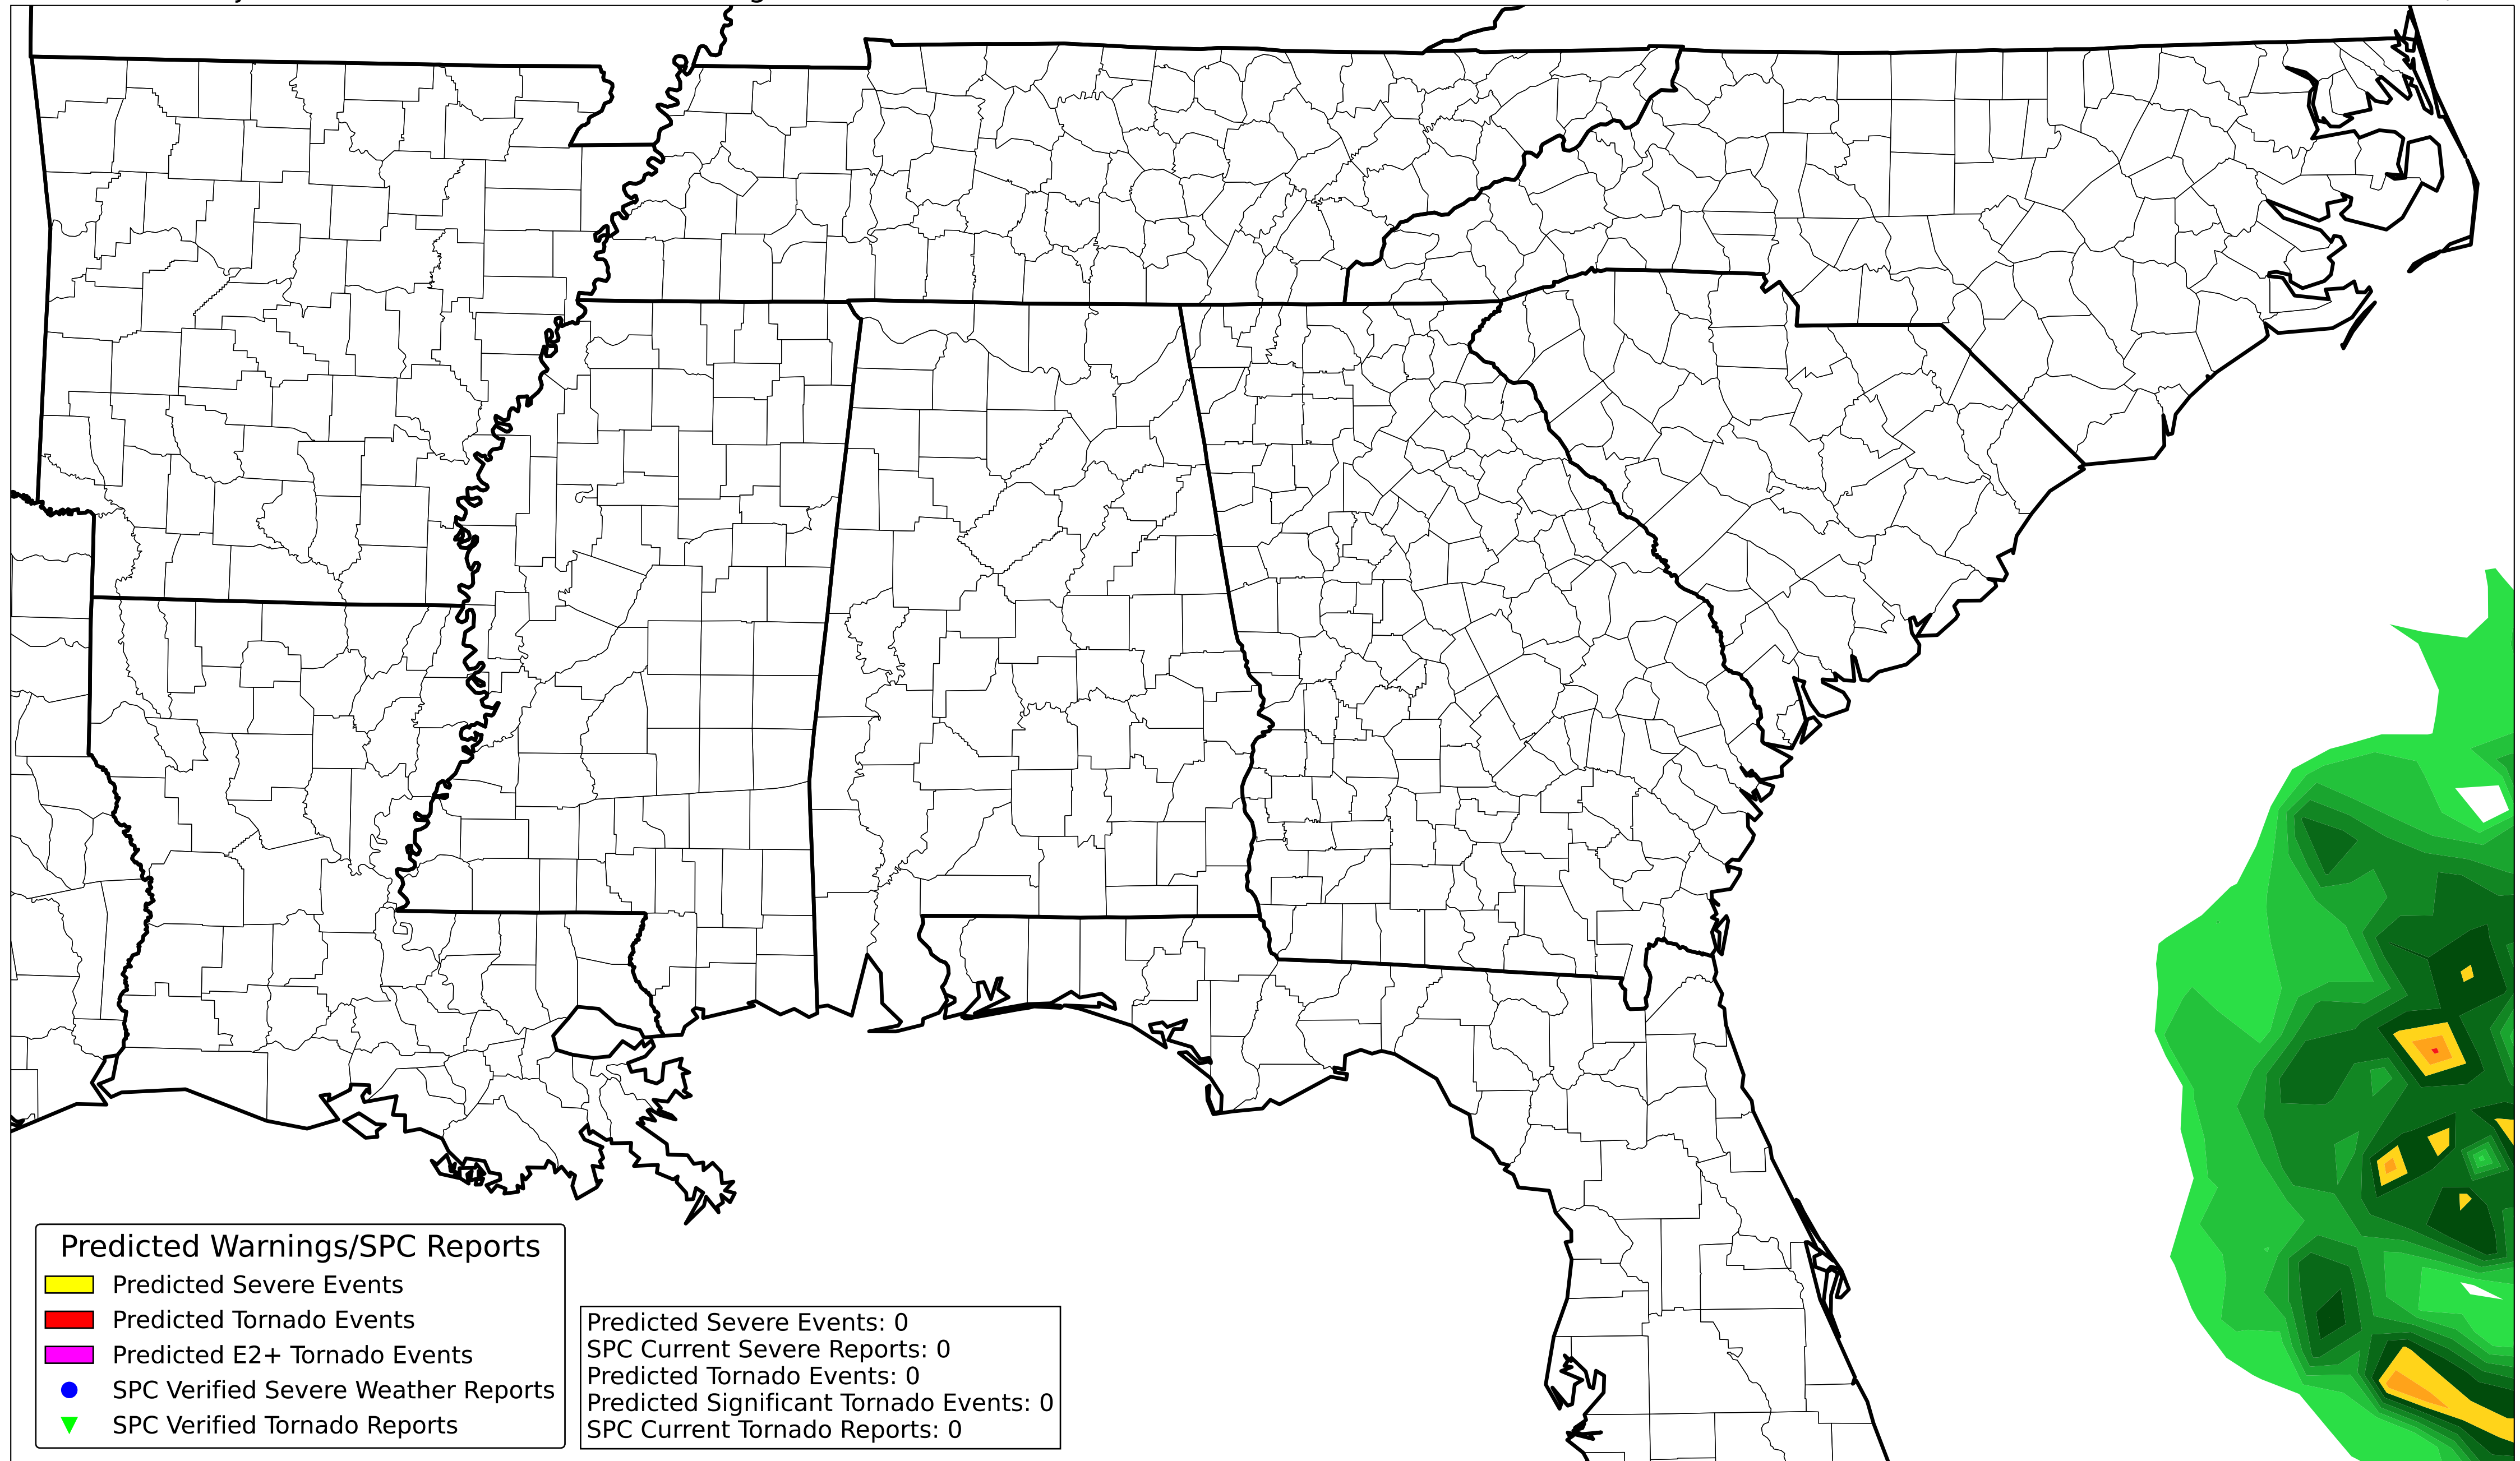 Predicted Warnings/SPC Reports
Predicted Severe Events
Predicted Tornado Events
Predicted E2+ Tornado Events
SPC Verified Severe Weather Reports
SPC Verified Tornado Reports
Predicted Severe Events: 0
SPC Current Severe Reports: 0
Predicted Tornado Events: 0
Predicted Significant Tornado Events: 0
SPC Current Tornado Reports: 0